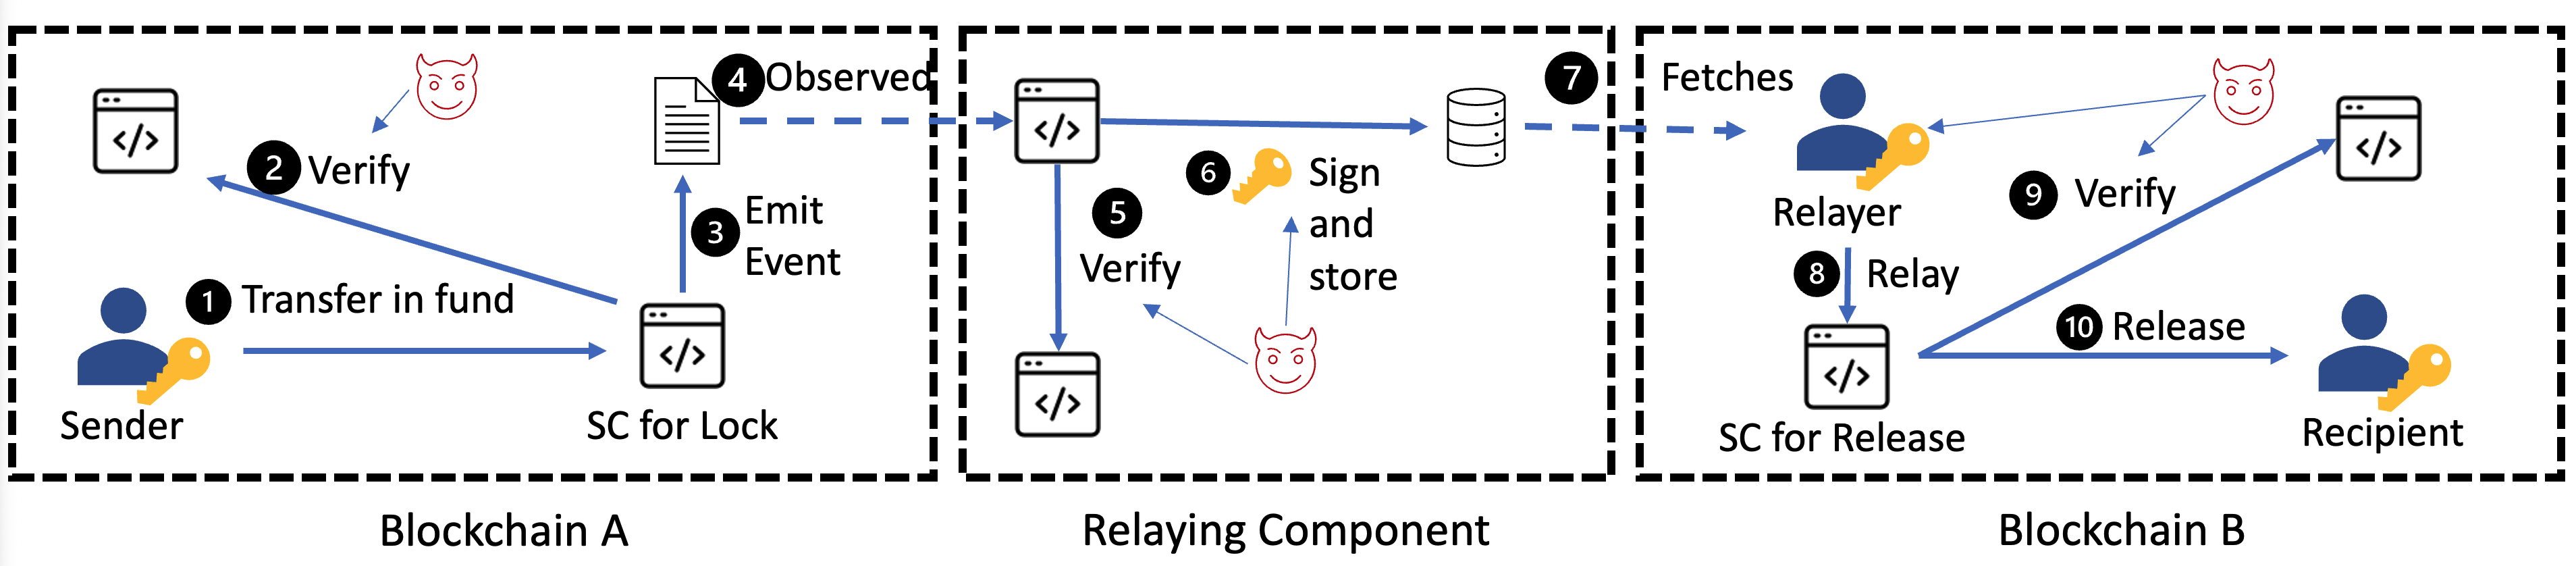 1 Transfer in fund
2 Verify
3 Emit
Event
4 Observed
Sender
SC for Lock
Blockchain A
5
Verify
6 Sign
and
store
7
Relaying Component
Fetches
Relayer
8 Relay
9 Verify
10 Release
SC for Release
Recipient
Blockchain B